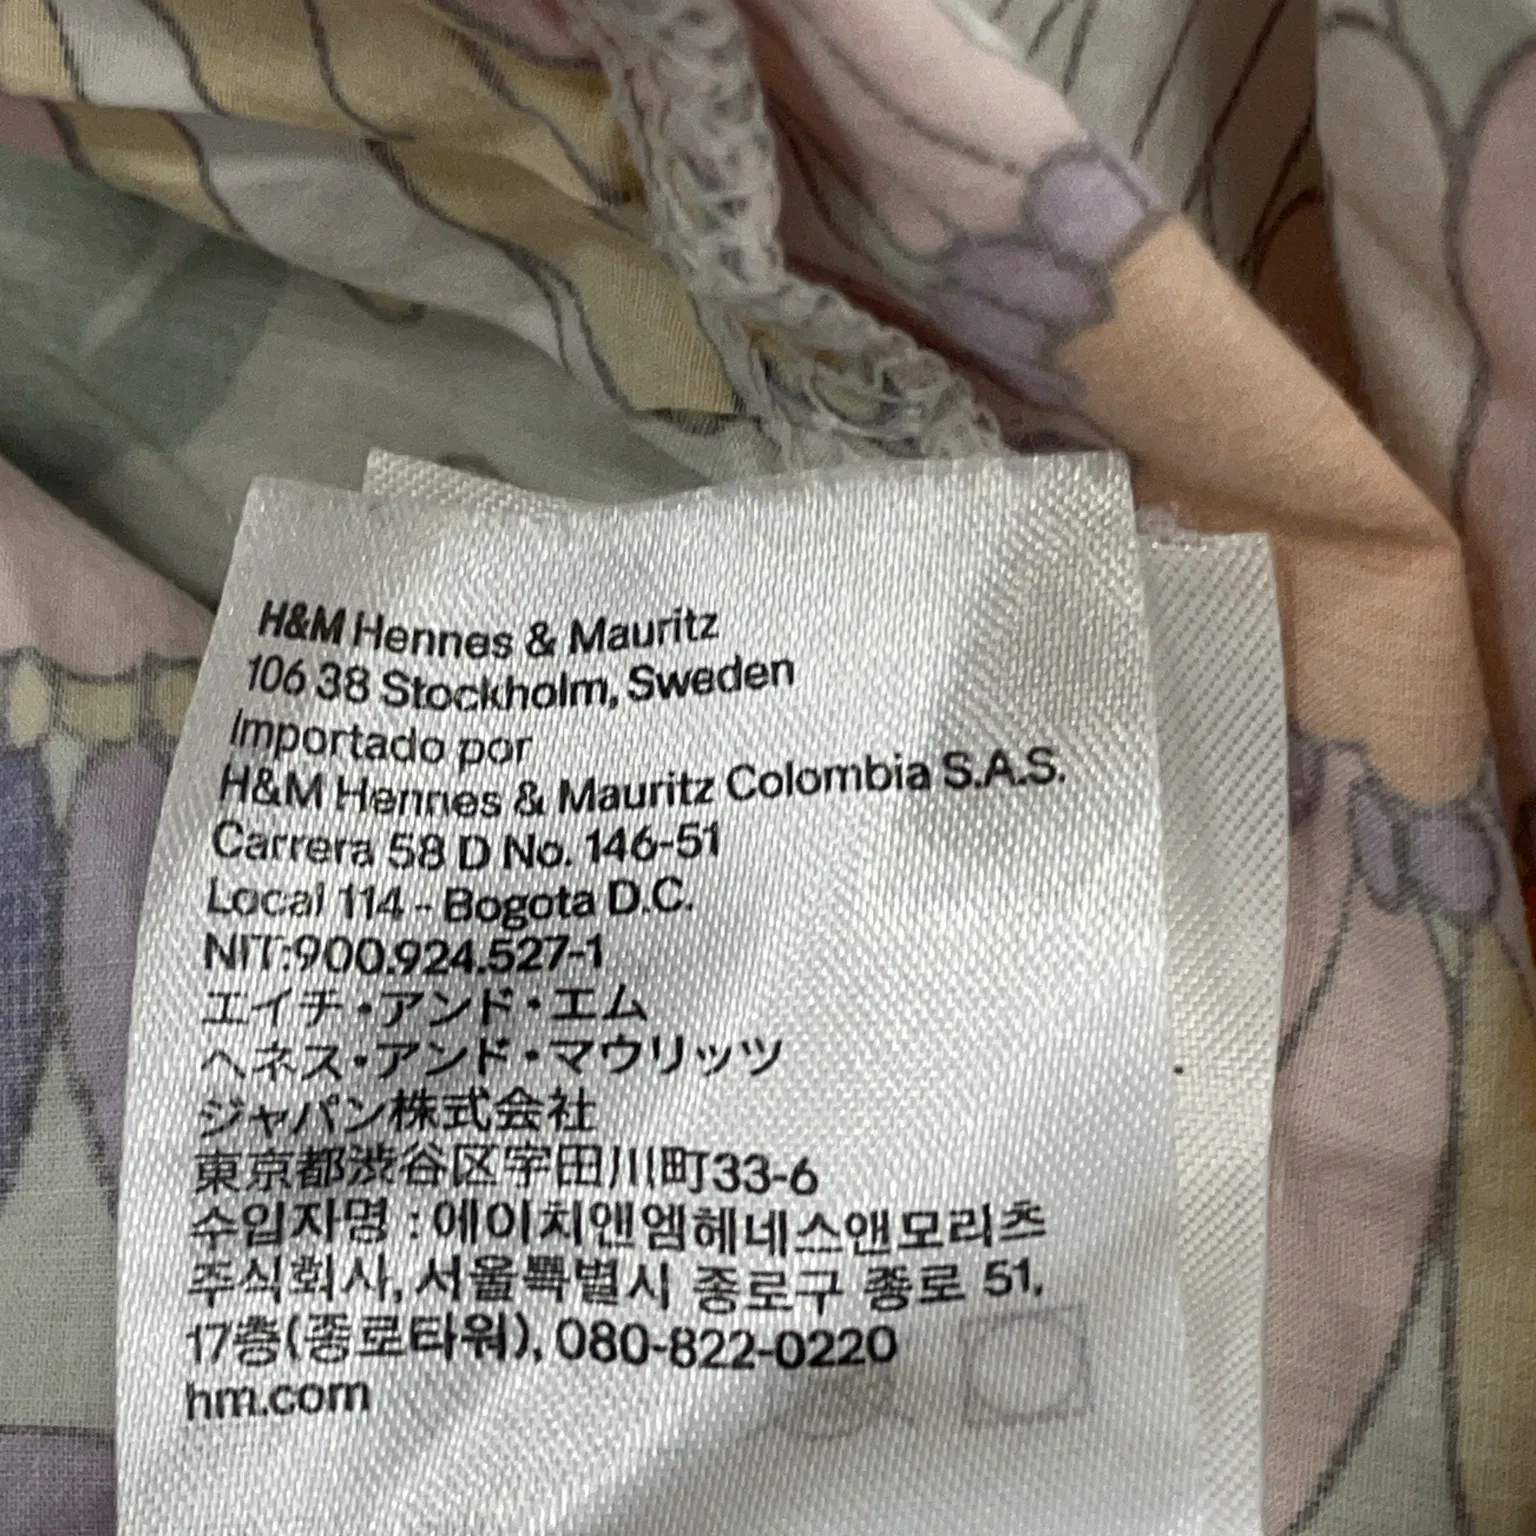 H&M Hennes & Mauritz
106 38 Stockholm, Sweden
Importado por
H&M Hennes & Mauritz Colombia S.A.S.
Carrera 58 D No. 146-51
Local 114 - Bogota D.C.
NIT:900.924.527-1
エイチ・アンド・エム
ヘネス・アンド・マウリッツ
ジャパン株式会社
東京都渋谷区宇田川町33-6
수입자명 : 에이치앤엠헤네스앤모리츠
주식회사, 서울특별시 종로구 종로 51,
17층(종로타워), 080-822-0220
hm.com